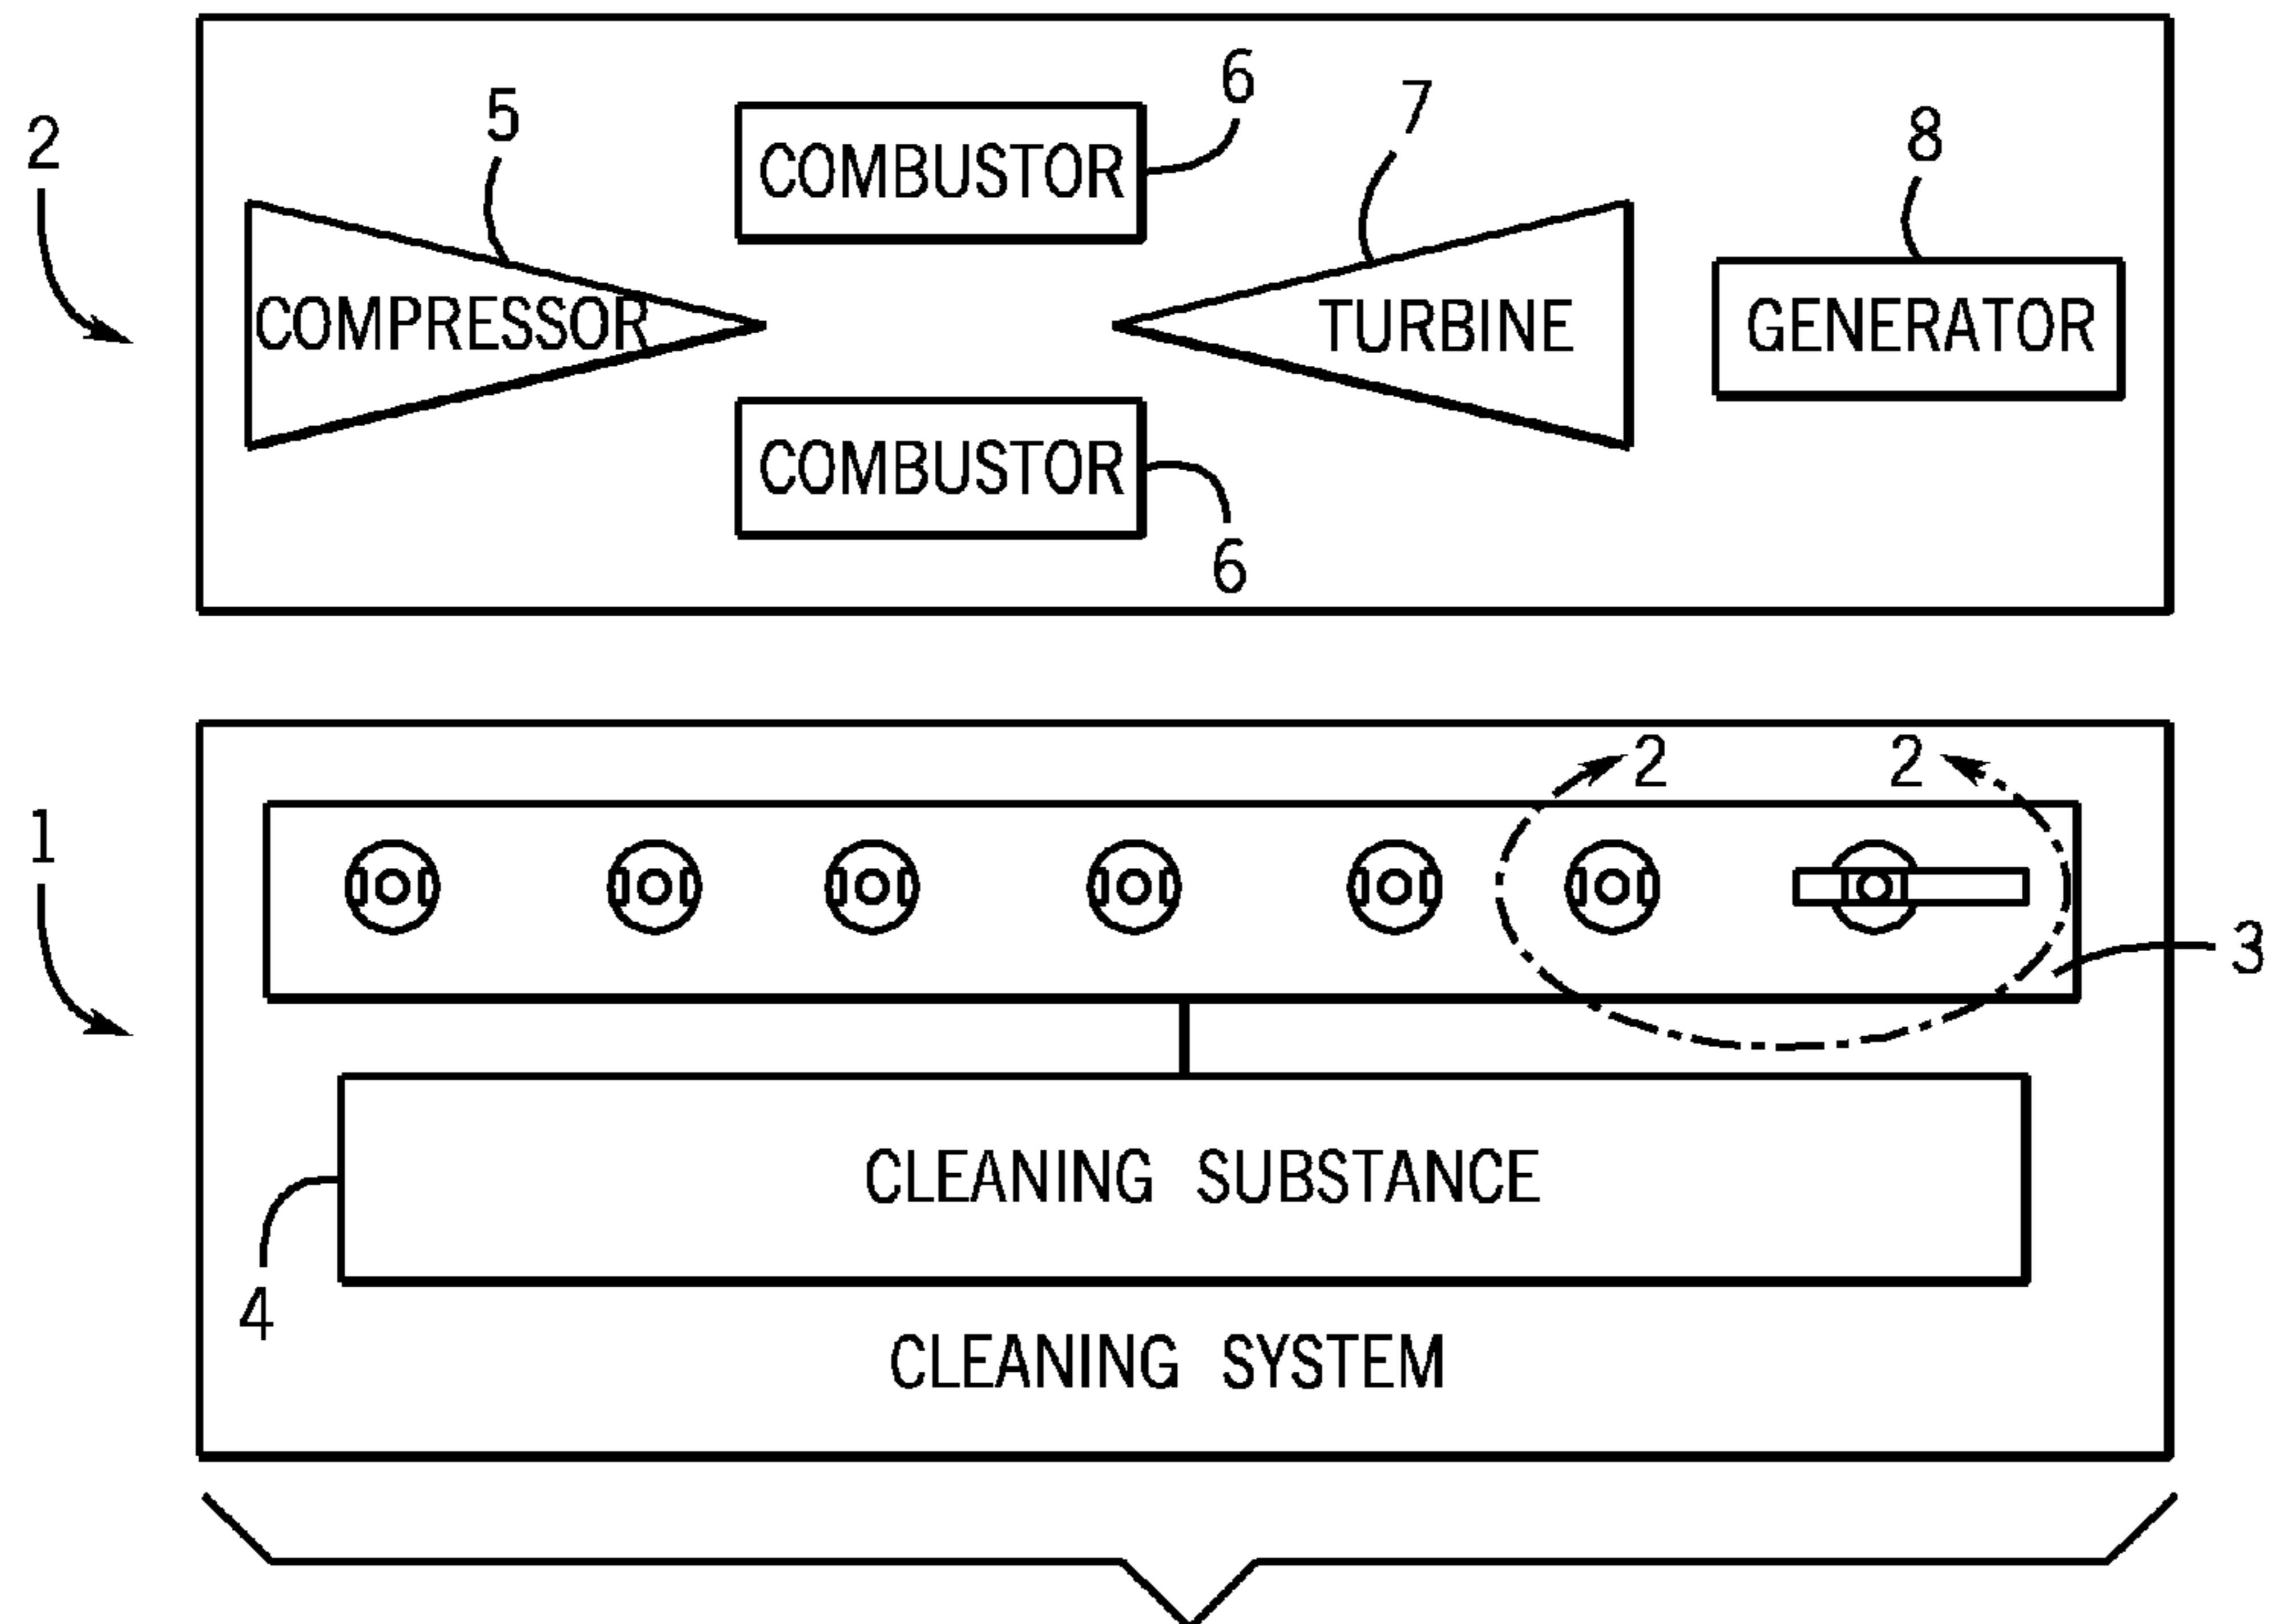 6
5
7
2
8
COMBUSTOR
COMPRESSOR
TURBINE
GENERATOR
COMBUSTOR
6
2 2
1
3
CLEANING SUBSTANCE
4
CLEANING SYSTEM